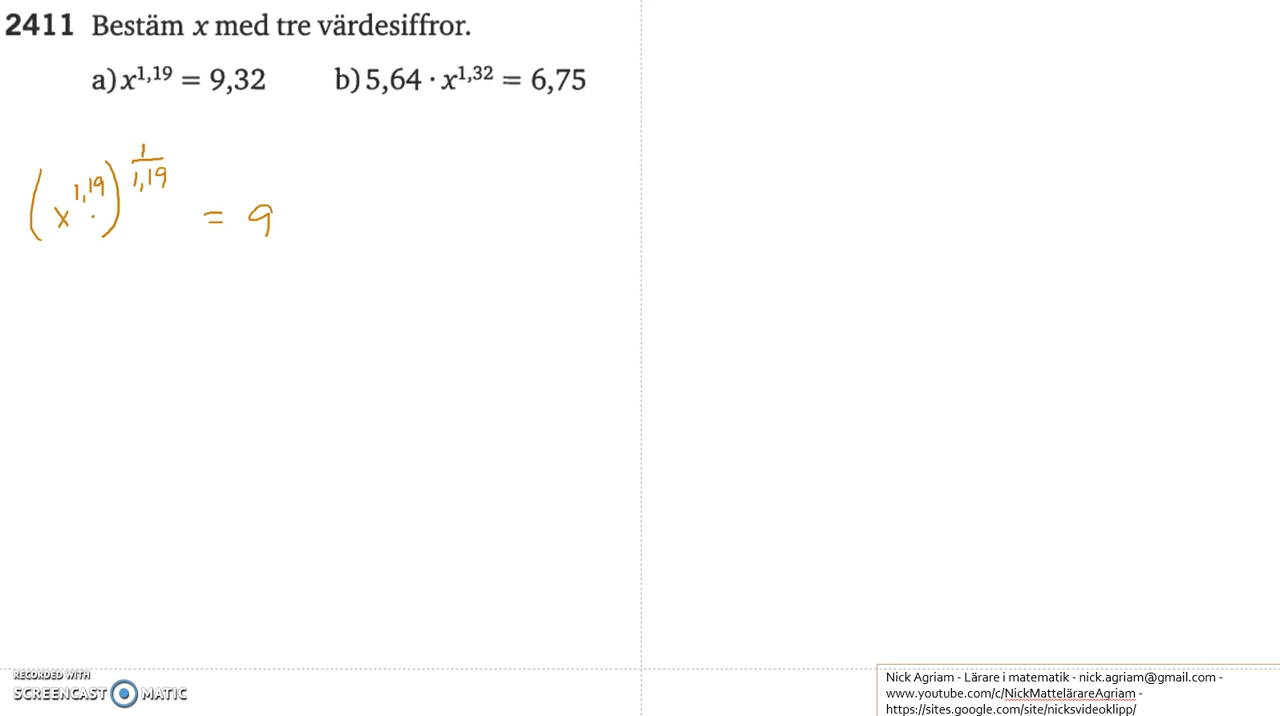 2411 Bestäm x med tre värdesiffror.
a) x^1,19 = 9,32 b) 5,64 · x^1,32 = 6,75
(x^1,19)^(1/1,19) = 9
RECORDED WITH
SCREENCAST MATIC
Nick Agriam - Lärare i matematik - nick.agriam@gmail.com -
www.youtube.com/c/NickMattelärareAgriam -
https://sites.google.com/site/nicksvideoklipp/